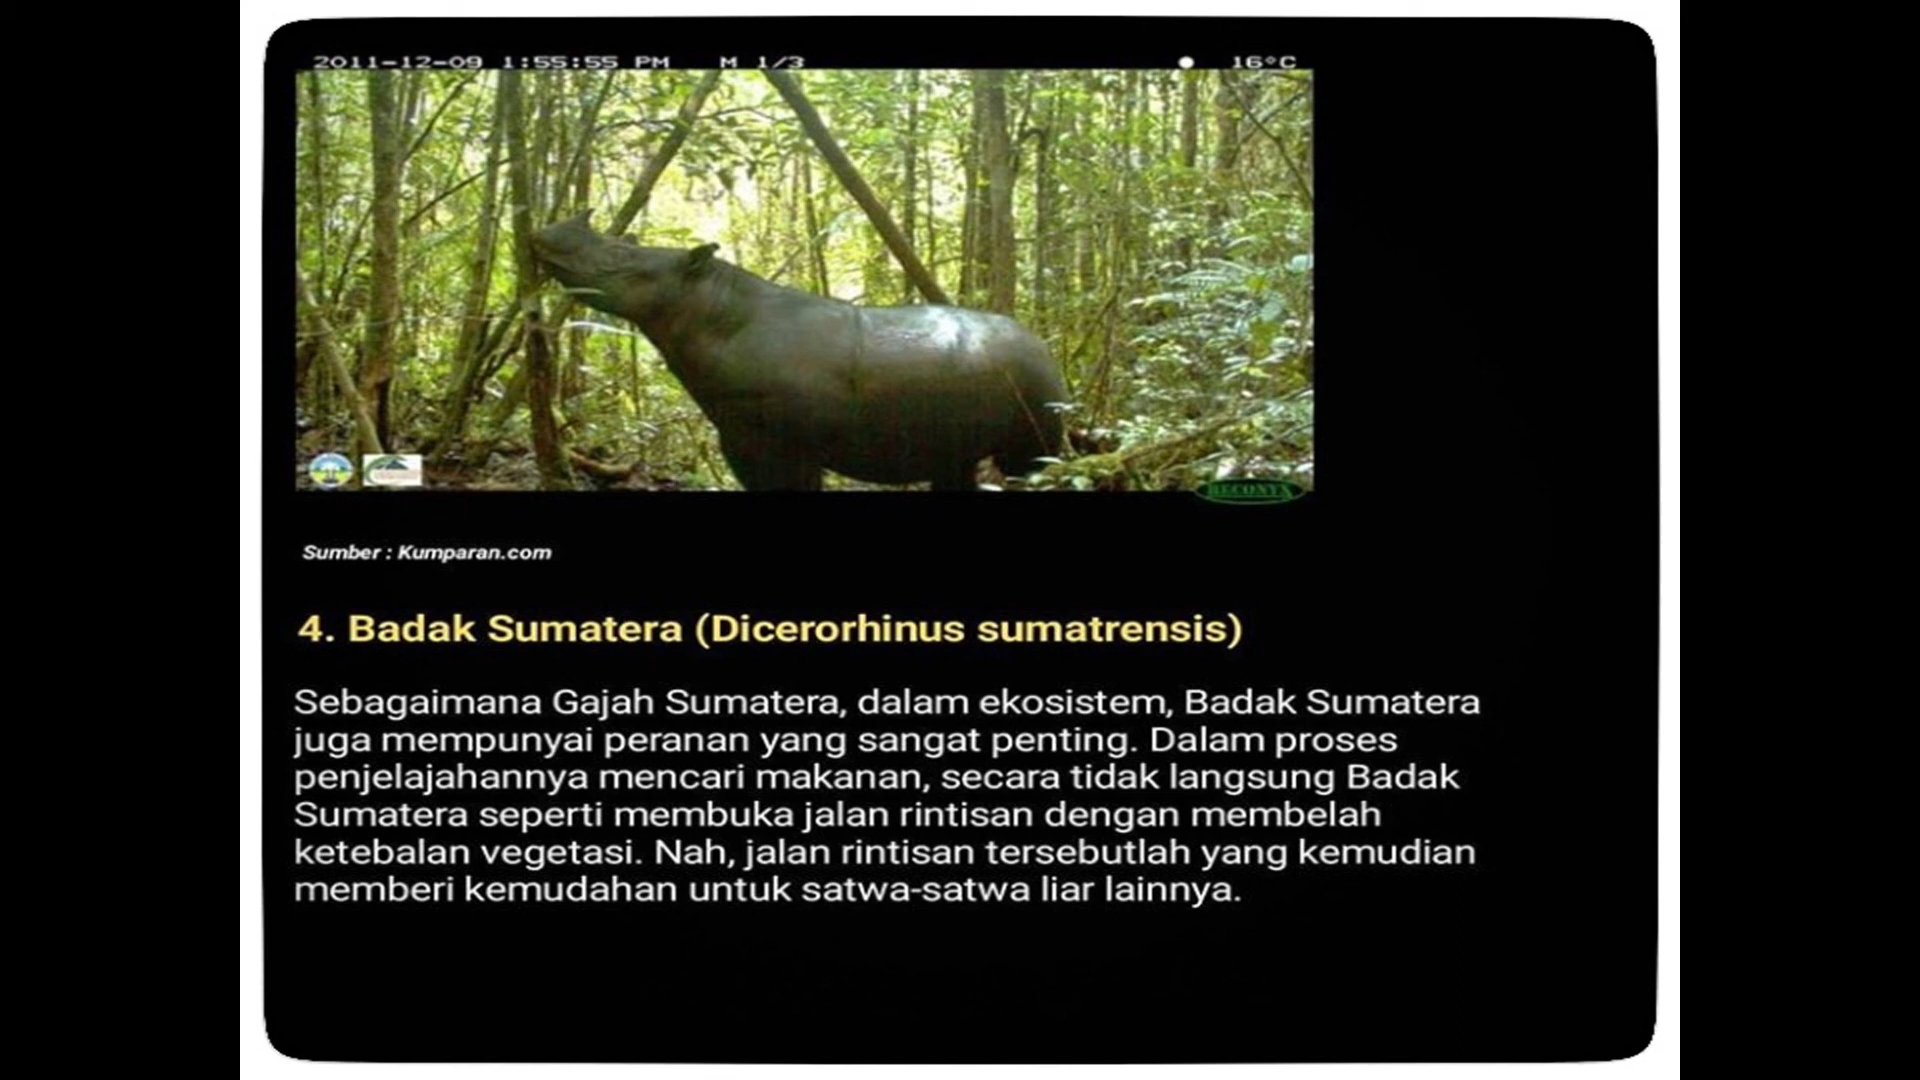 2011-12-09 1:55:55 PM M 1/3 16°C
RECONYX
Sumber : Kumparan.com
4. Badak Sumatera (Dicerorhinus sumatrensis)
Sebagaimana Gajah Sumatera, dalam ekosistem, Badak Sumatera
juga mempunyai peranan yang sangat penting. Dalam proses
penjelajahannya mencari makanan, secara tidak langsung Badak
Sumatera seperti membuka jalan rintisan dengan membelah
ketebalan vegetasi. Nah, jalan rintisan tersebutlah yang kemudian
memberi kemudahan untuk satwa-satwa liar lainnya.